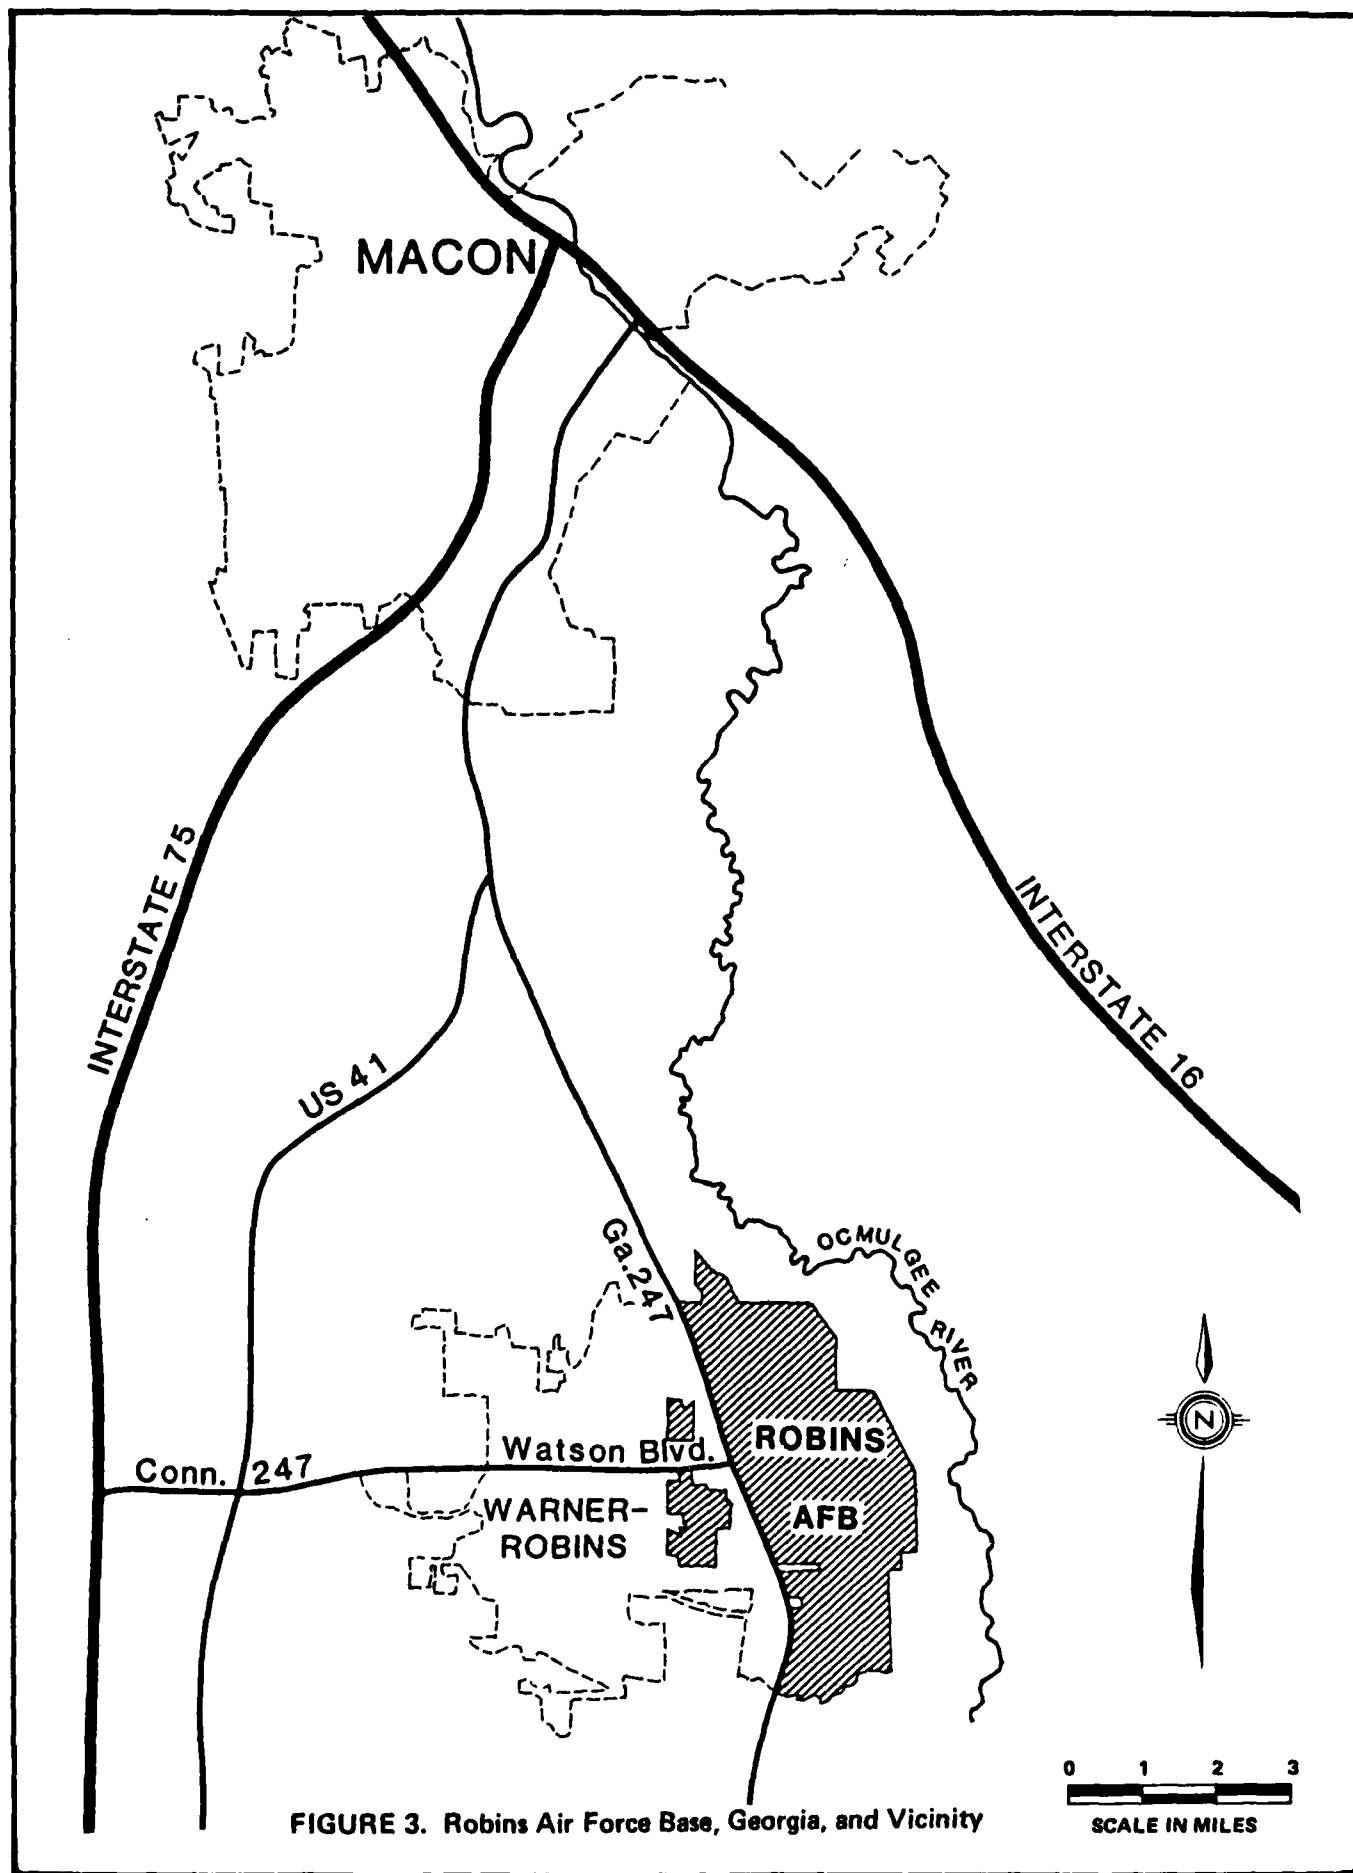 MACON
INTERSTATE 75
INTERSTATE 16
US 41
Ga.247
OCMULGEE RIVER
ROBINS
AFB
Watson Blvd.
Conn. 247
WARNER-
ROBINS
N
0 1 2 3
SCALE IN MILES
FIGURE 3. Robins Air Force Base, Georgia, and Vicinity